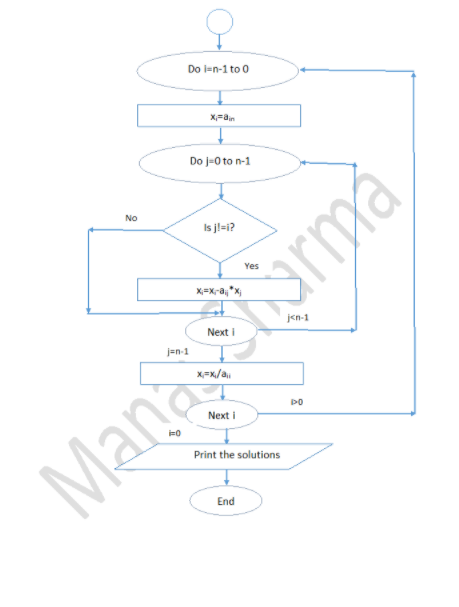 Do i=n-1 to 0
xᵢ=aᵢₙ
Do j=0 to n-1
Is j!=i?
No
Yes
xᵢ=xᵢ-aᵢⱼ*xⱼ
Next i
j<n-1
j=n-1
xᵢ=xᵢ/aᵢᵢ
Next i
i>0
i=0
Print the solutions
End
Manas Sharma